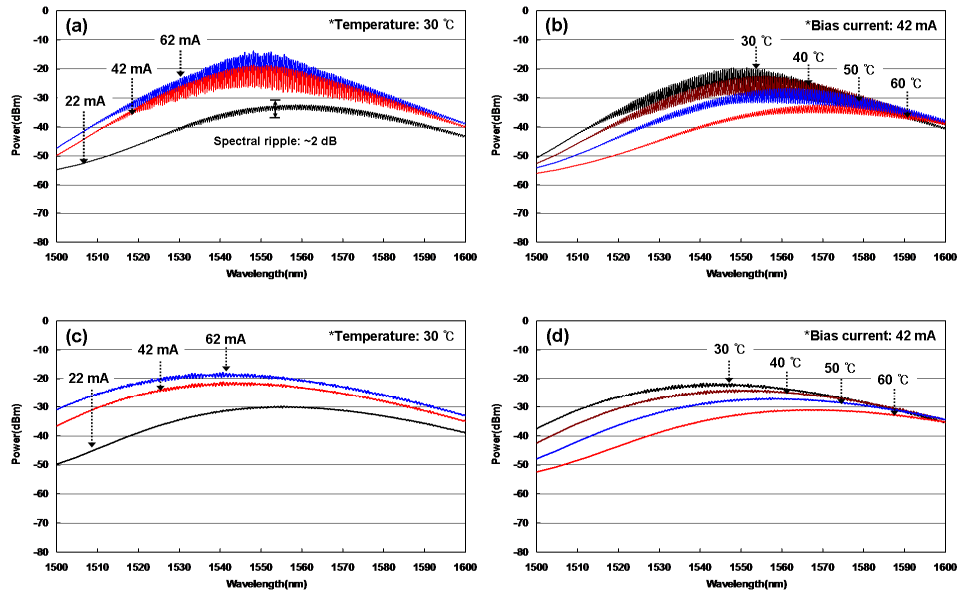 (a)
*Temperature: 30 ℃
62 mA
42 mA
22 mA
Spectral ripple: ~2 dB
Power(dBm)
0
-10
-20
-30
-40
-50
-60
-70
-80
1500 1510 1520 1530 1540 1550 1560 1570 1580 1590 1600
Wavelength(nm)
(b)
*Bias current: 42 mA
30 ℃
40 ℃
50 ℃
60 ℃
Power(dBm)
0
-10
-20
-30
-40
-50
-60
-70
-80
1500 1510 1520 1530 1540 1550 1560 1570 1580 1590 1600
Wavelength(nm)
(c)
*Temperature: 30 ℃
62 mA
42 mA
22 mA
Power(dBm)
0
-10
-20
-30
-40
-50
-60
-70
-80
1500 1510 1520 1530 1540 1550 1560 1570 1580 1590 1600
Wavelength(nm)
(d)
*Bias current: 42 mA
30 ℃
40 ℃
50 ℃
60 ℃
Power(dBm)
0
-10
-20
-30
-40
-50
-60
-70
-80
1500 1510 1520 1530 1540 1550 1560 1570 1580 1590 1600
Wavelength(nm)